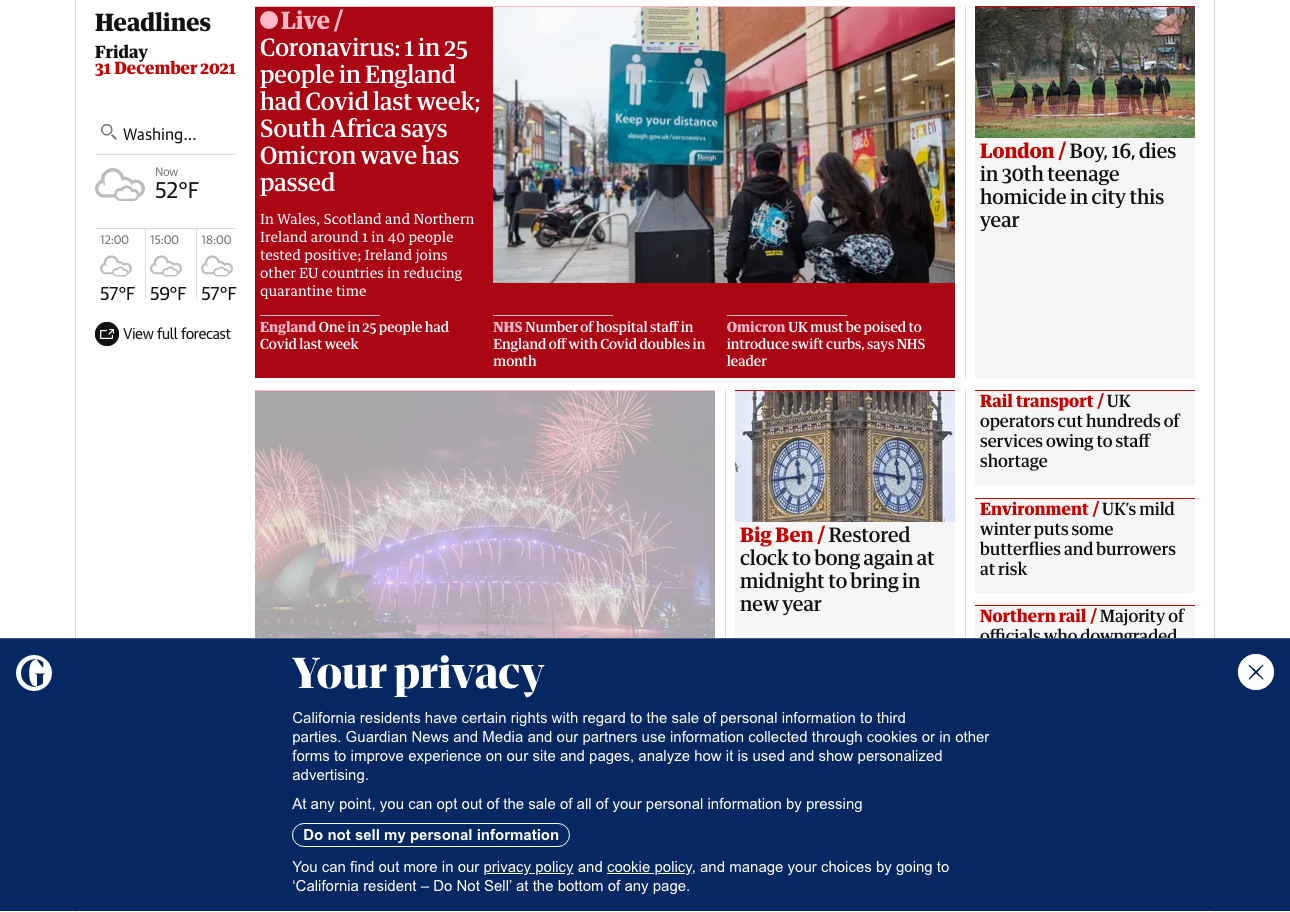 Headlines
Friday
31 December 2021
Washing...
Now
52°F
12:00
15:00
18:00
57°F
59°F
57°F
View full forecast
Live /
Coronavirus: 1 in 25
people in England
had Covid last week;
South Africa says
Omicron wave has
passed
In Wales, Scotland and Northern
Ireland around 1 in 40 people
tested positive; Ireland joins
other EU countries in reducing
quarantine time
Keep your distance
slough.gov.uk/coronavirus
Slough
England One in 25 people had
Covid last week
NHS Number of hospital staff in
England off with Covid doubles in
month
Omicron UK must be poised to
introduce swift curbs, says NHS
leader
London / Boy, 16, dies
in 30th teenage
homicide in city this
year
Big Ben / Restored
clock to bong again at
midnight to bring in
new year
Rail transport / UK
operators cut hundreds of
services owing to staff
shortage
Environment / UK’s mild
winter puts some
butterflies and burrowers
at risk
Northern rail / Majority of
officials who downgraded
Your privacy
California residents have certain rights with regard to the sale of personal information to third
parties. Guardian News and Media and our partners use information collected through cookies or in other
forms to improve experience on our site and pages, analyze how it is used and show personalized
advertising.
At any point, you can opt out of the sale of all of your personal information by pressing
Do not sell my personal information
You can find out more in our privacy policy and cookie policy, and manage your choices by going to
‘California resident – Do Not Sell’ at the bottom of any page.